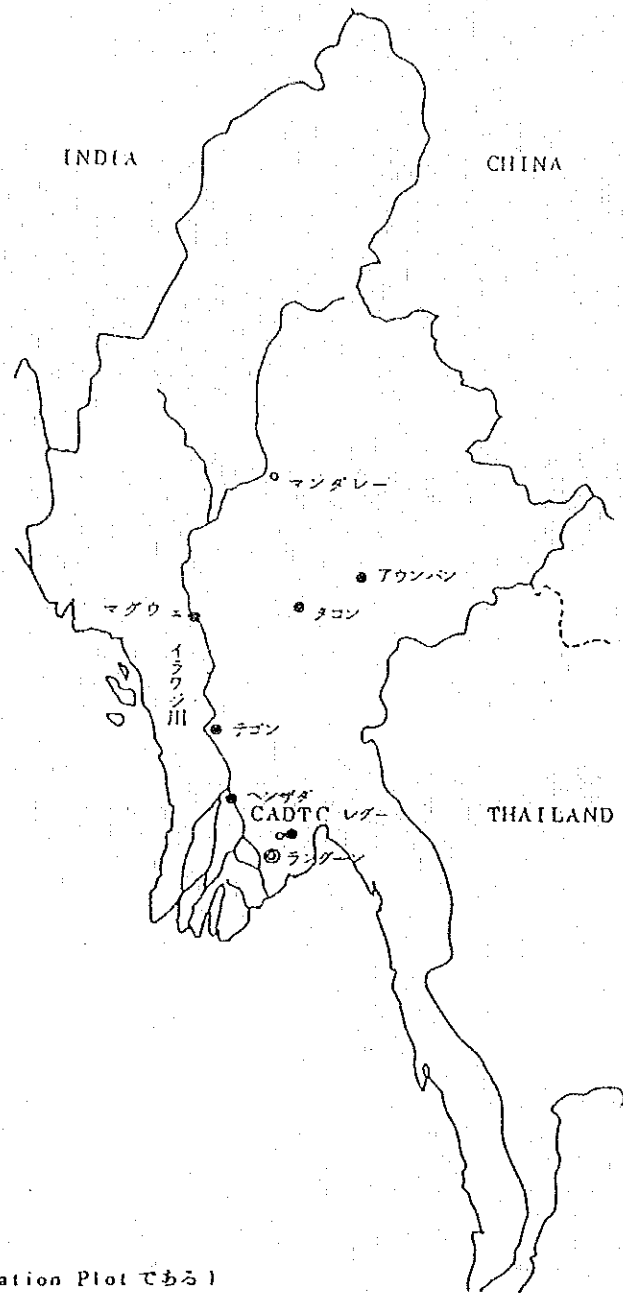 INDIA
CHINA
マンダレー
アウンバン
タコン
マグウェ
イラワジ川
テゴン
ヘンザダ
CADTC レグー
THAILAND
ラングーン
ation Plot である)